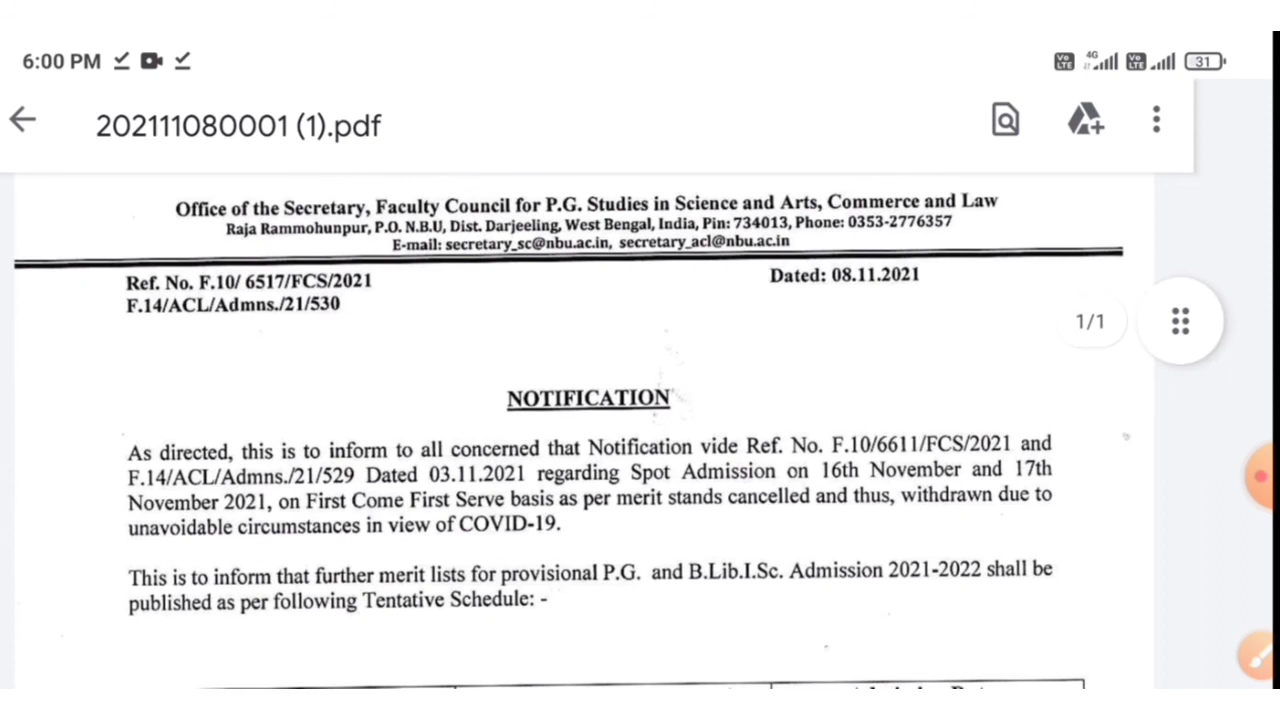 6:00 PM
Vo LTE 4G Vo LTE 31
202111080001 (1).pdf
Office of the Secretary, Faculty Council for P.G. Studies in Science and Arts, Commerce and Law
Raja Rammohunpur, P.O. N.B.U, Dist. Darjeeling, West Bengal, India, Pin: 734013, Phone: 0353-2776357
E-mail: secretary_sc@nbu.ac.in, secretary_acl@nbu.ac.in
Ref. No. F.10/ 6517/FCS/2021
Dated: 08.11.2021
F.14/ACL/Admns./21/530
1/1
NOTIFICATION
As directed, this is to inform to all concerned that Notification vide Ref. No. F.10/6611/FCS/2021 and
F.14/ACL/Admns./21/529 Dated 03.11.2021 regarding Spot Admission on 16th November and 17th
November 2021, on First Come First Serve basis as per merit stands cancelled and thus, withdrawn due to
unavoidable circumstances in view of COVID-19.
This is to inform that further merit lists for provisional P.G. and B.Lib.I.Sc. Admission 2021-2022 shall be
published as per following Tentative Schedule: -